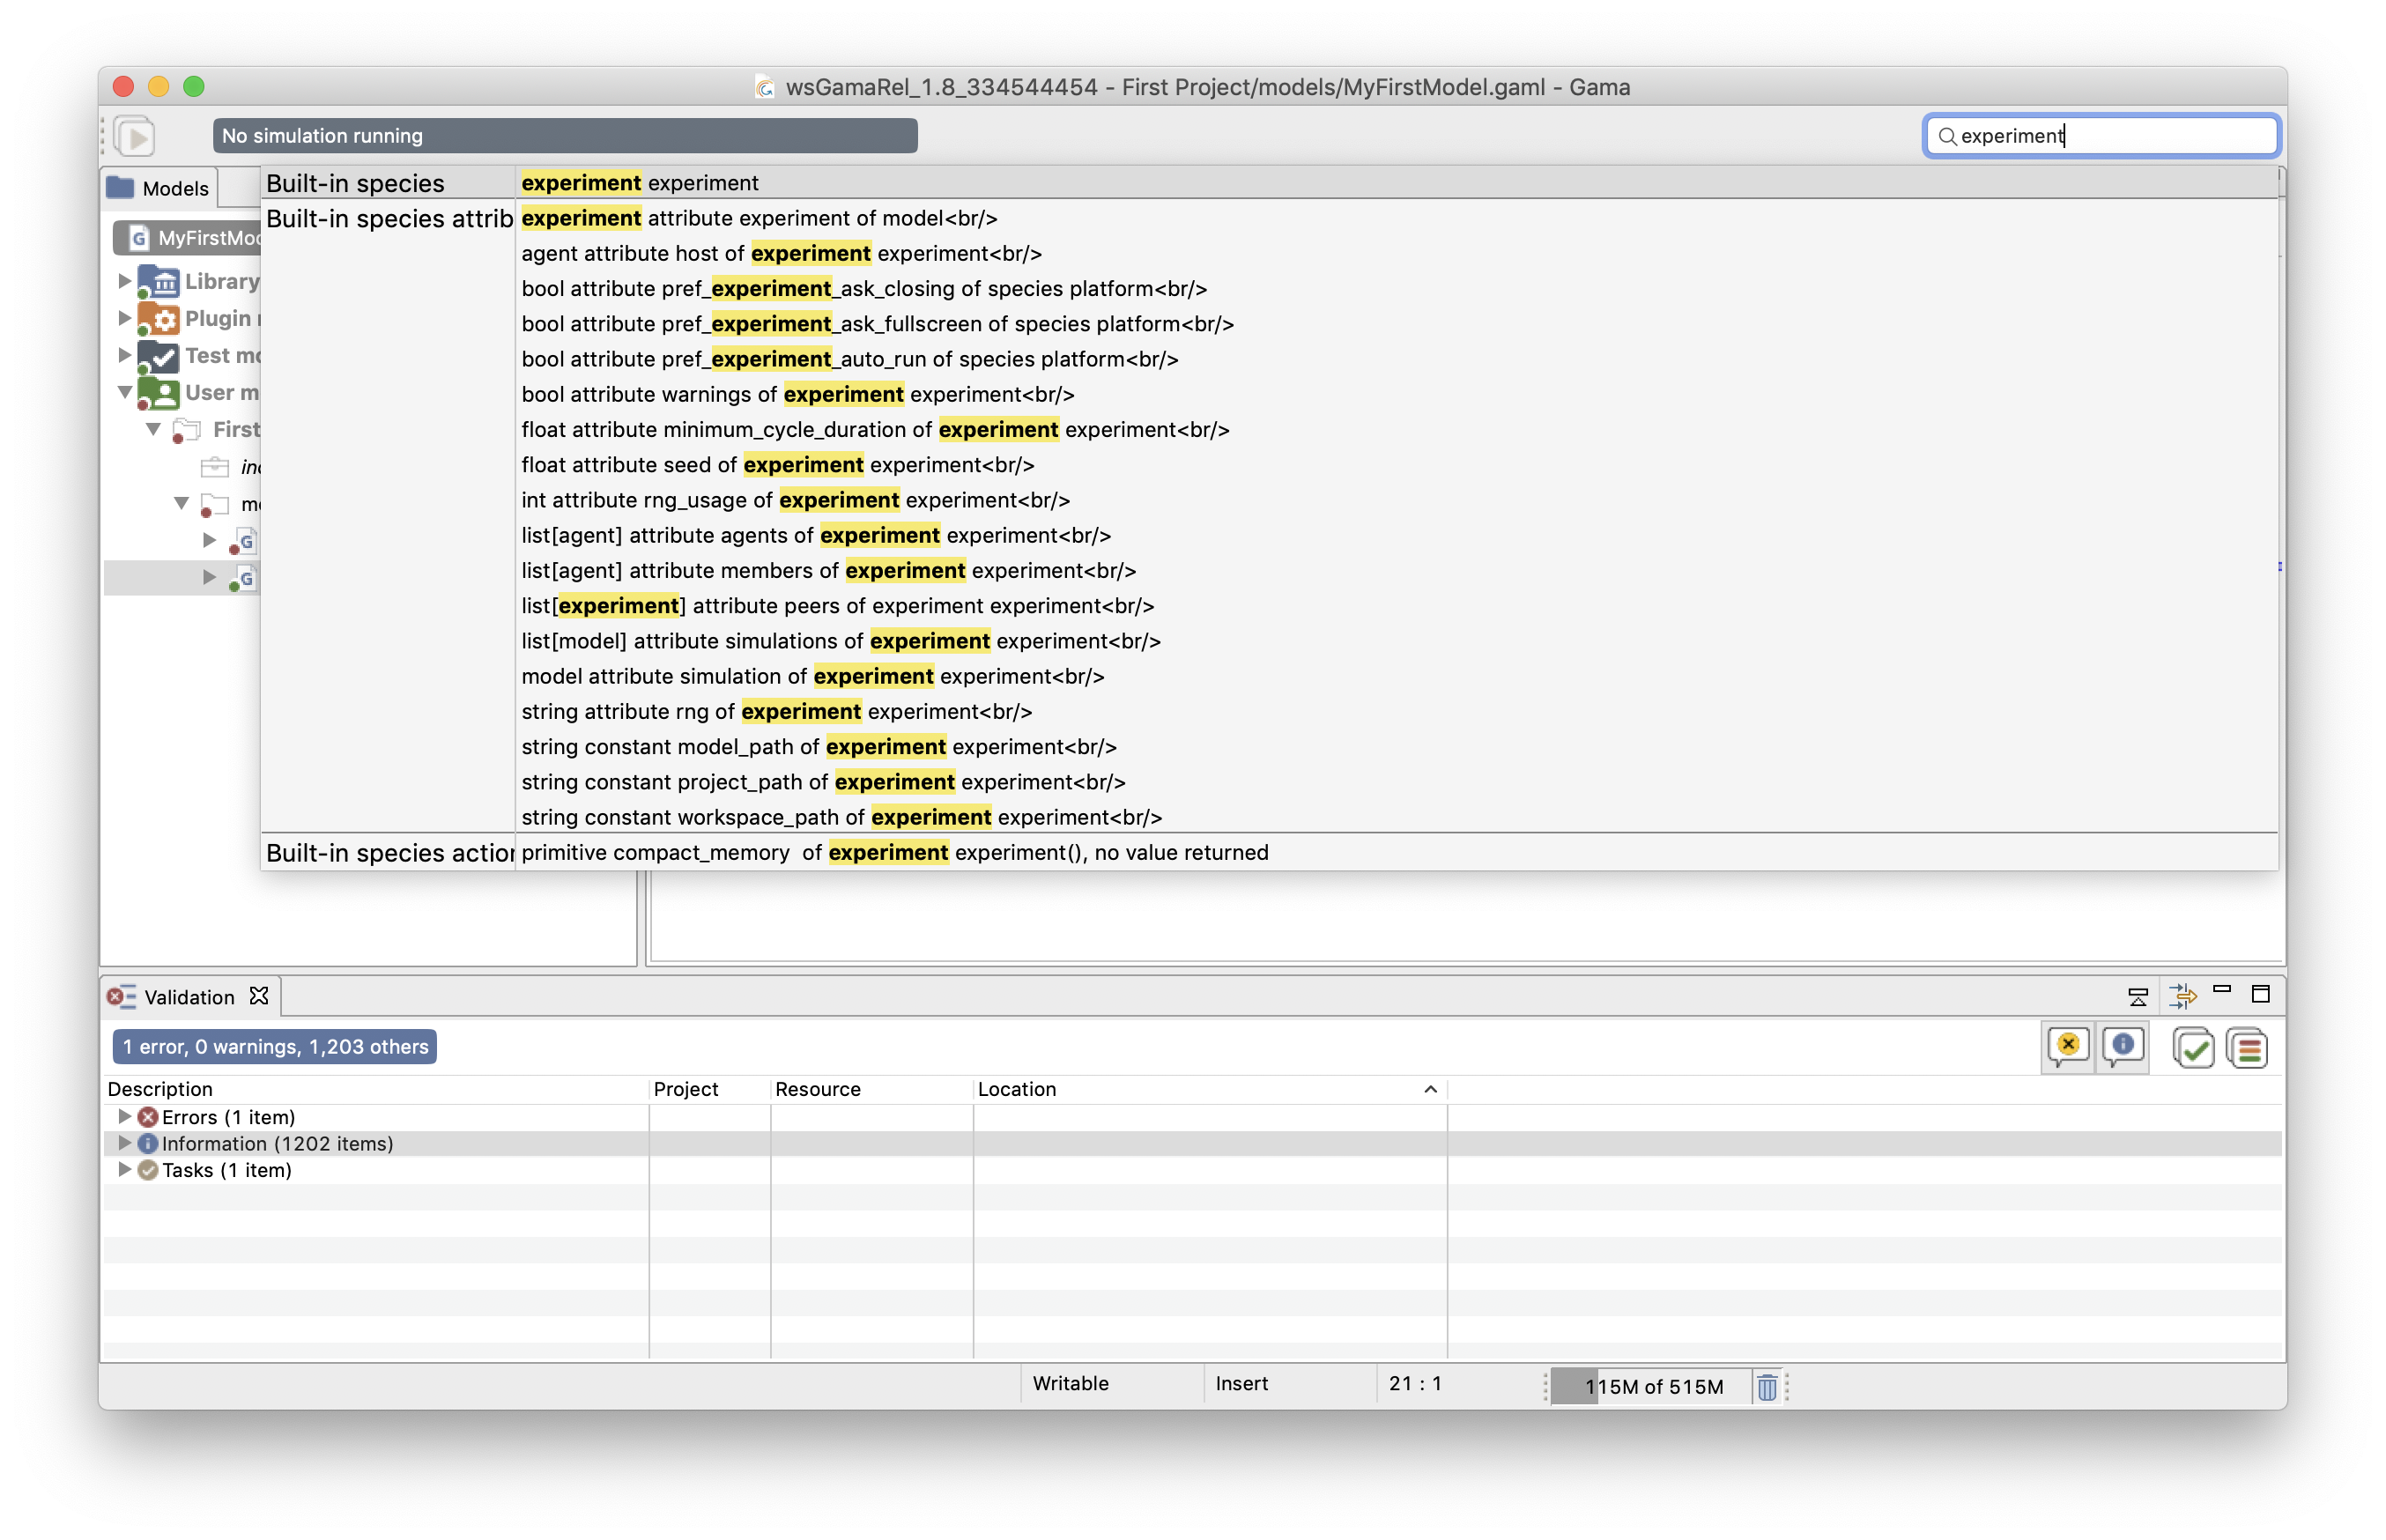 wsGamaRel_1.8_334544454 - First Project/models/MyFirstModel.gaml - Gama
No simulation running
experiment
Models
Built-in species
experiment experiment
Built-in species attrib
experiment attribute experiment of model<br/>
agent attribute host of experiment experiment<br/>
bool attribute pref_experiment_ask_closing of species platform<br/>
bool attribute pref_experiment_ask_fullscreen of species platform<br/>
bool attribute pref_experiment_auto_run of species platform<br/>
bool attribute warnings of experiment experiment<br/>
float attribute minimum_cycle_duration of experiment experiment<br/>
float attribute seed of experiment experiment<br/>
int attribute rng_usage of experiment experiment<br/>
list[agent] attribute agents of experiment experiment<br/>
list[agent] attribute members of experiment experiment<br/>
list[experiment] attribute peers of experiment experiment<br/>
list[model] attribute simulations of experiment experiment<br/>
model attribute simulation of experiment experiment<br/>
string attribute rng of experiment experiment<br/>
string constant model_path of experiment experiment<br/>
string constant project_path of experiment experiment<br/>
string constant workspace_path of experiment experiment<br/>
Built-in species action
primitive compact_memory  of experiment experiment(), no value returned
MyFirstMod
Library
Plugin
Test mo
User m
First
inc
mo
Validation
1 error, 0 warnings, 1,203 others
Description Project Resource Location
Errors (1 item)
Information (1202 items)
Tasks (1 item)
Writable Insert 21 : 1 115M of 515M